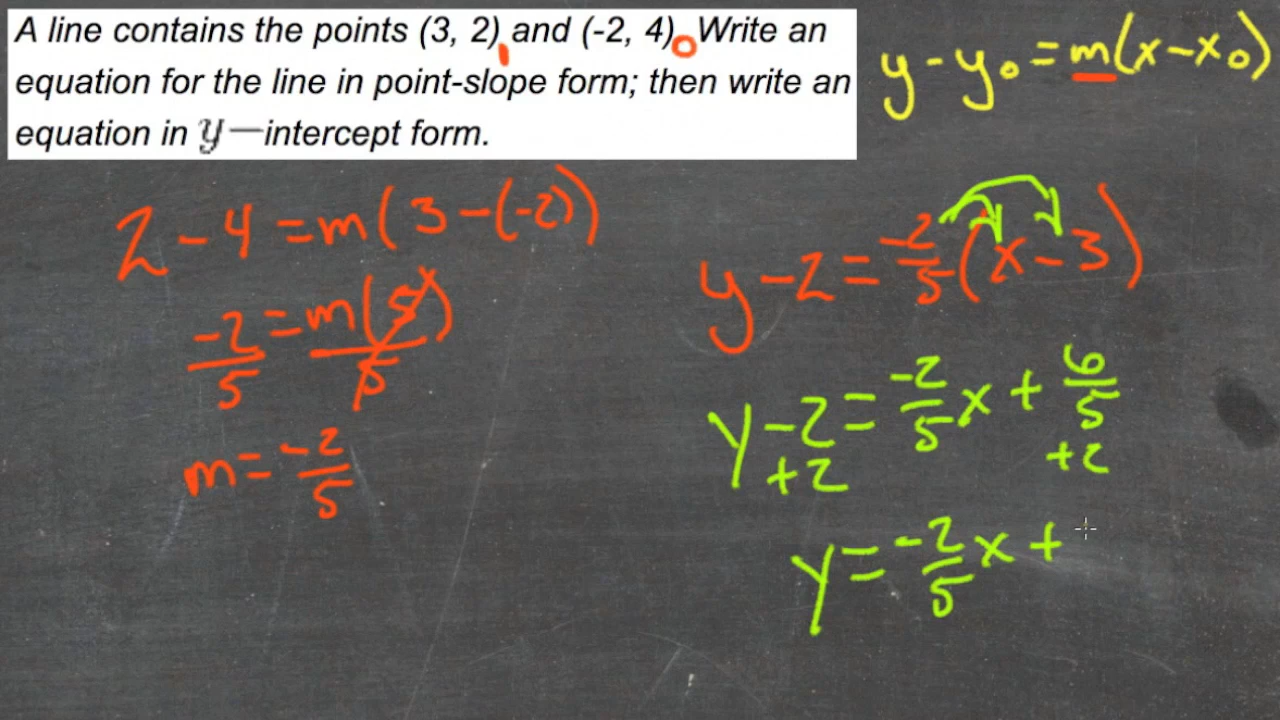 A line contains the points (3, 2) and (-2, 4). Write an
equation for the line in point-slope form; then write an
equation in y—intercept form.
y - y₀ = m(x - x₀)
2 - 4 = m(3 - (-2))
-2/5 = m(5)/5
m = -2/5
y - 2 = -2/5(x - 3)
y - 2 = -2/5x + 6/5
+2 +2
y = -2/5x +